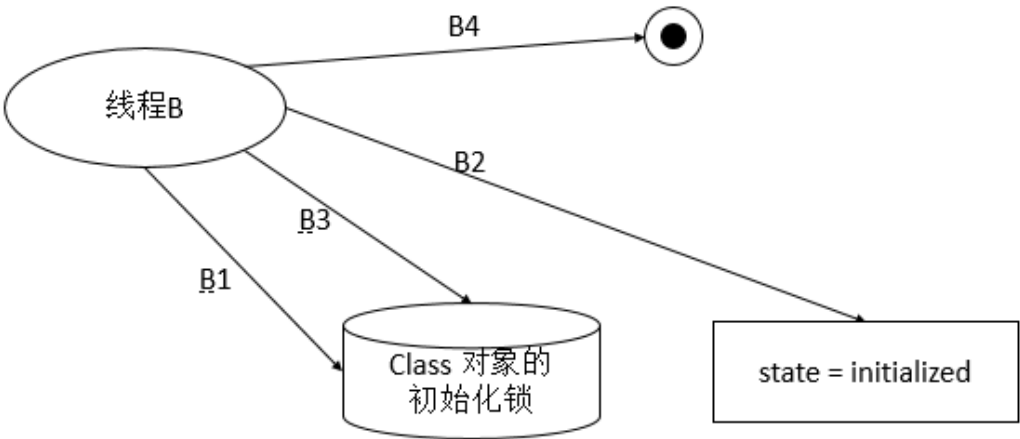 B4
线程B
B2
B3
B1
Class 对象的
初始化锁
state = initialized